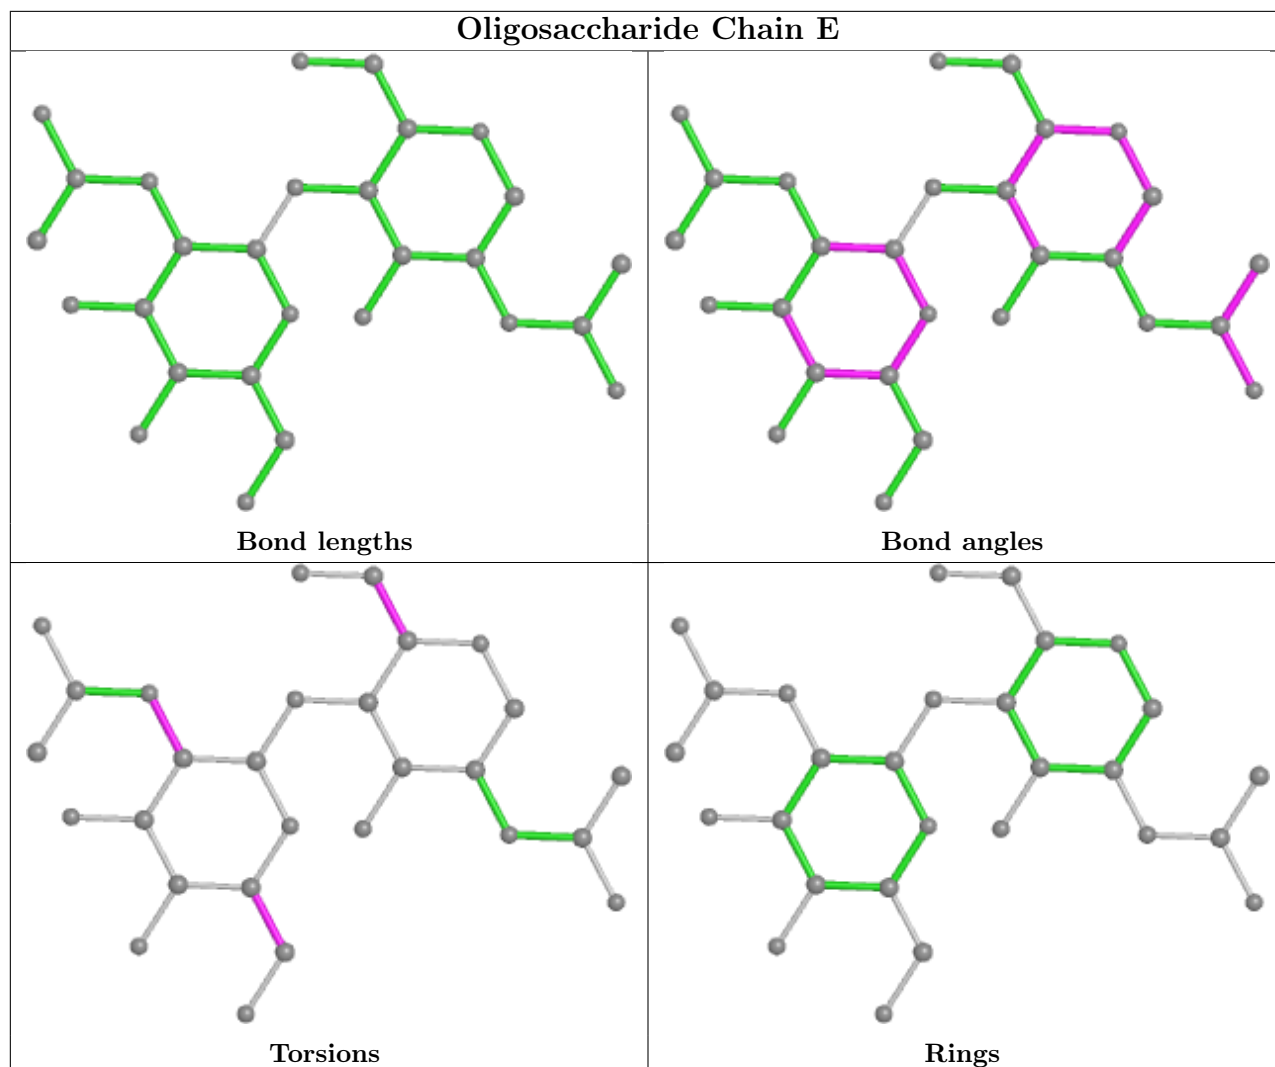 Oligosaccharide Chain E
Bond lengths
Bond angles
Torsions
Rings